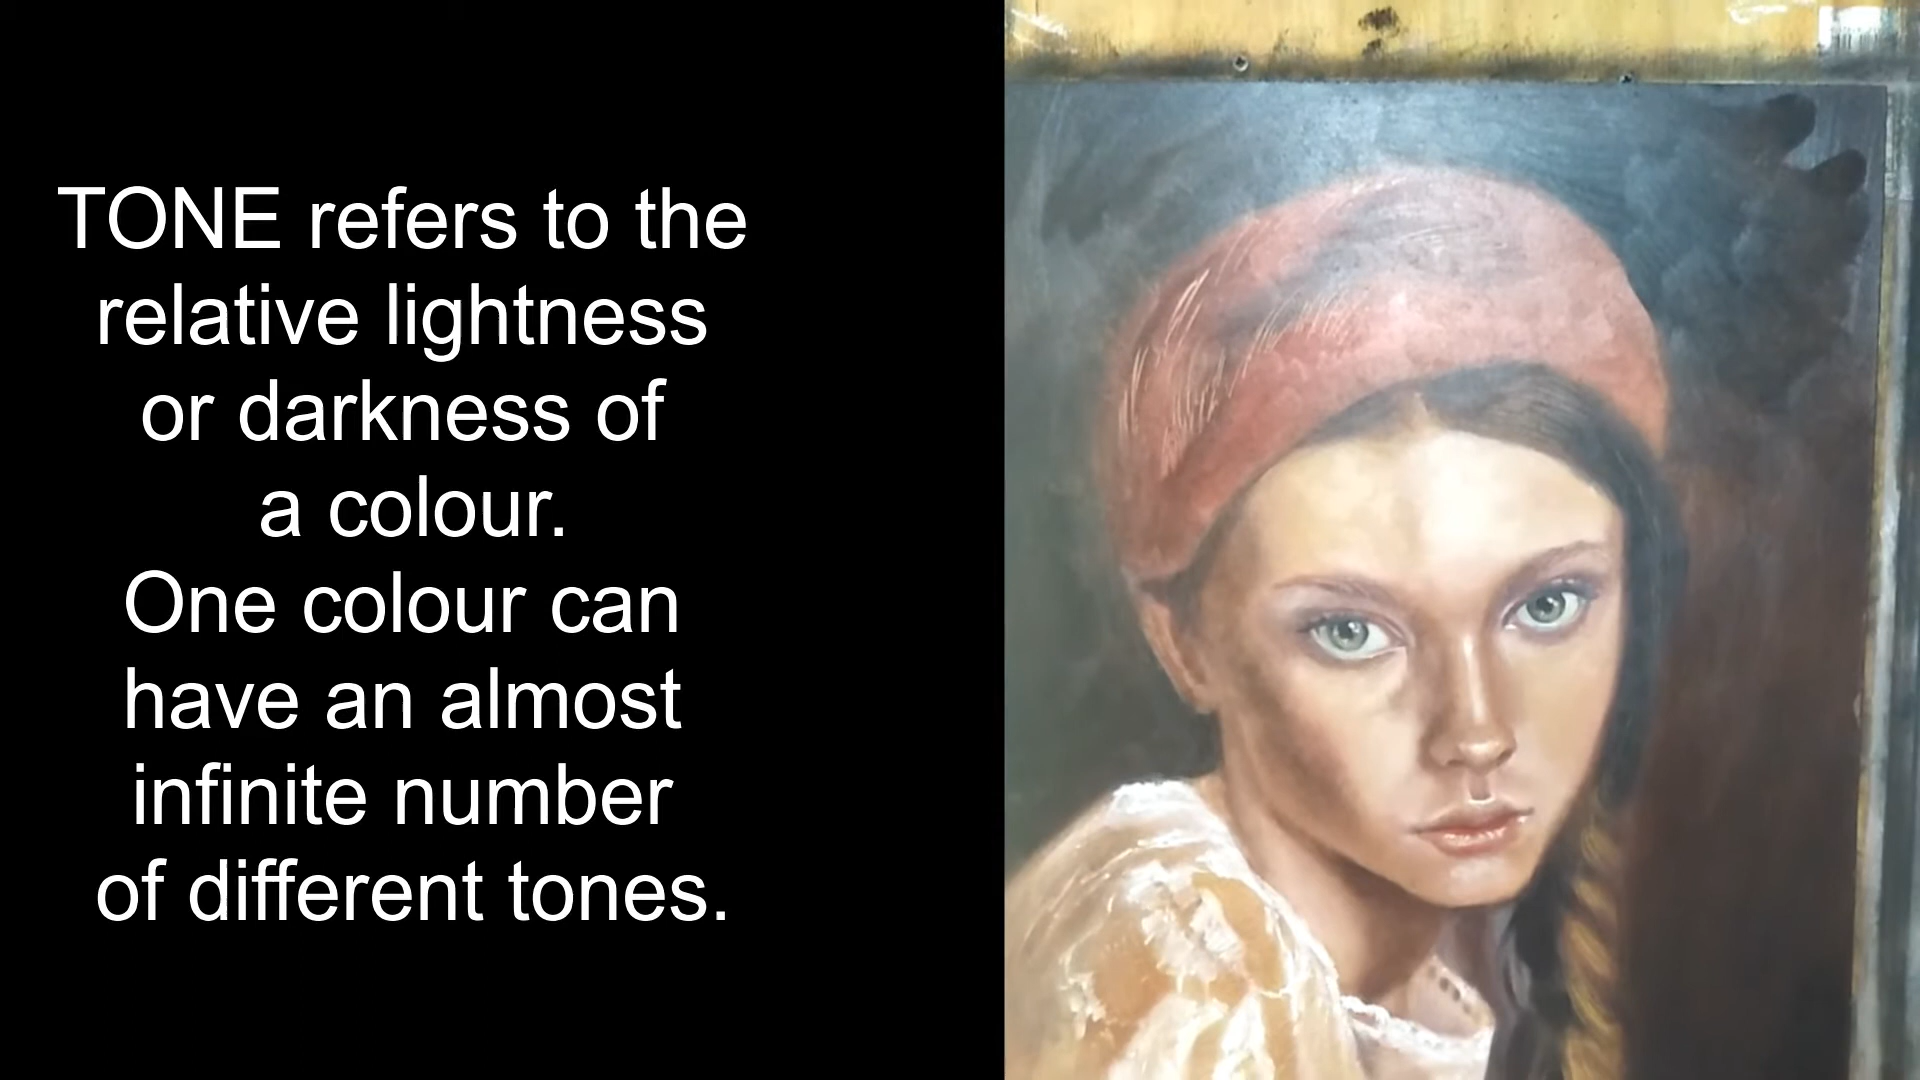 TONE refers to the
relative lightness
or darkness of
a colour.
One colour can
have an almost
infinite number
of different tones.